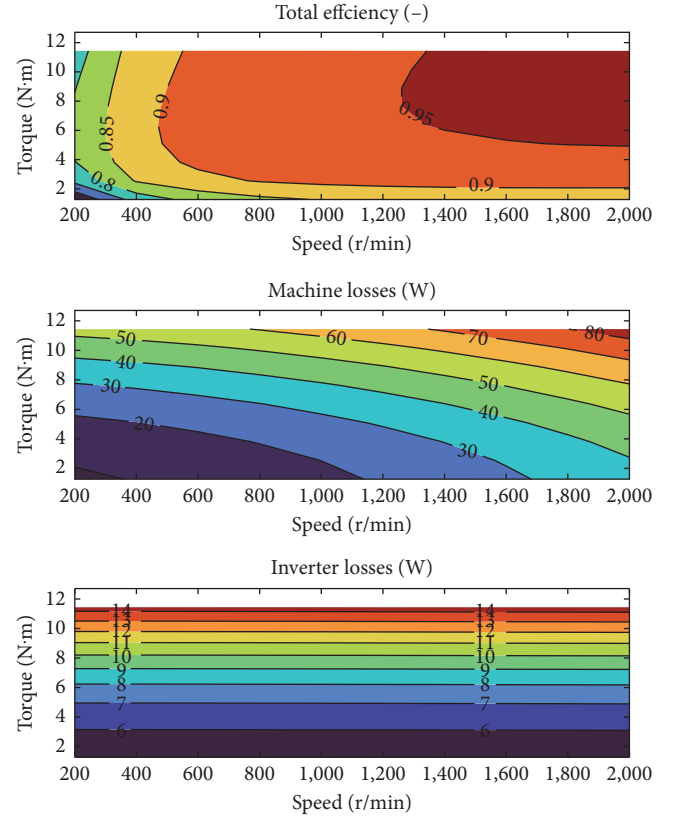 Total effciency (–)
12
10
8
6
4
2
Torque (N·m)
0.8
0.85
0.9
0.95
0.9
200 400 600 800 1,000 1,200 1,400 1,600 1,800 2,000
Speed (r/min)
Machine losses (W)
12
10
8
6
4
2
Torque (N·m)
50 60 70 80
40 50
30 40
20 30
200 400 600 800 1,000 1,200 1,400 1,600 1,800 2,000
Speed (r/min)
Inverter losses (W)
12
10
8
6
4
2
Torque (N·m)
14 14
13 13
12 12
11 11
10 10
9 9
8 8
7 7
6 6
200 400 600 800 1,000 1,200 1,400 1,600 1,800 2,000
Speed (r/min)